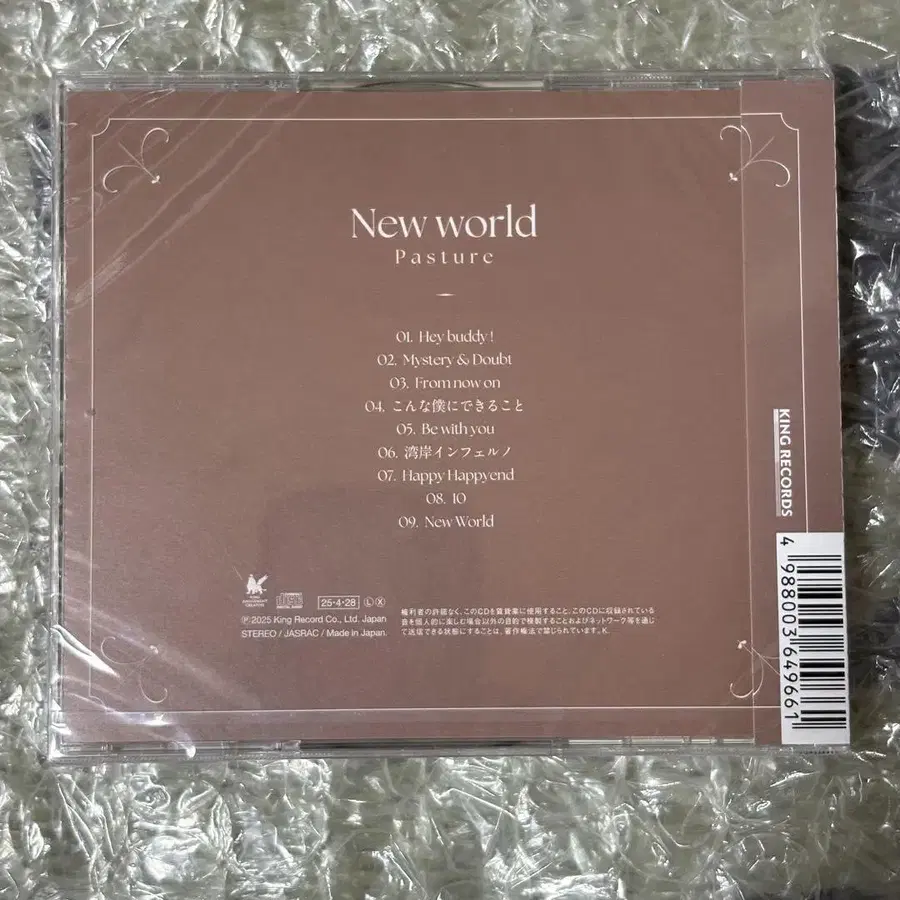 New world
Pasture
01. Hey buddy!
02. Mystery & Doubt
03. From now on
04. こんな僕にできること
05. Be with you
06. 湾岸インフェルノ
07. Happy Happyend
08. 10
09. New World
KING RECORDS
4 988003 649661
25・4・28 Ⓛ Ⓧ
Ⓟ2025 King Record Co., Ltd. Japan
STEREO / JASRAC / Made in Japan.
権利者の許諾なく、このCDを賃貸業に使用すること、このCDに収録されている
曲を個人的に楽しむ場合以外の目的で複製することおよびネットワーク等を通じ
て送信できる状態にすることは、著作権法で禁じられています。K.